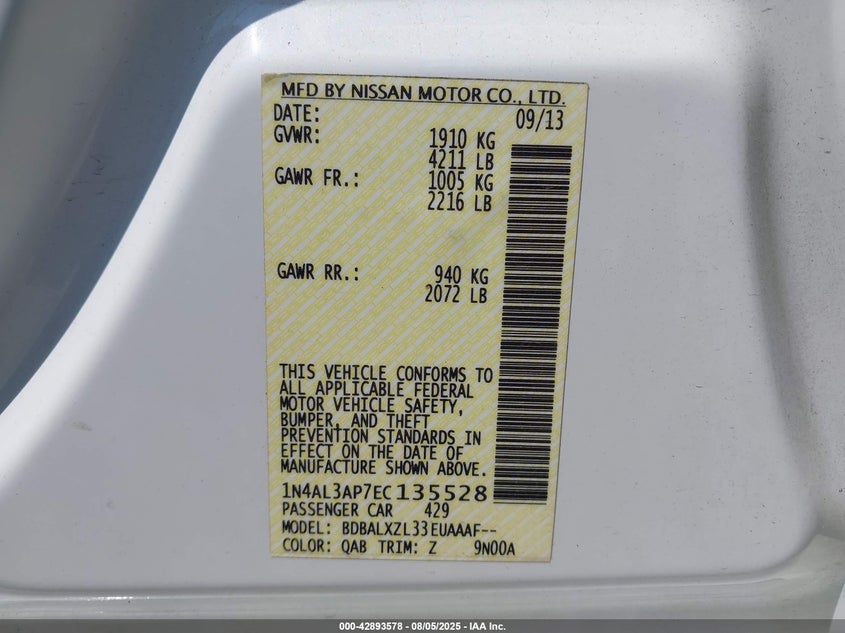 MFD BY NISSAN MOTOR CO., LTD.
DATE: 09/13
GVWR: 1910 KG
4211 LB
GAWR FR.: 1005 KG
2216 LB
GAWR RR.: 940 KG
2072 LB
THIS VEHICLE CONFORMS TO
ALL APPLICABLE FEDERAL
MOTOR VEHICLE SAFETY,
BUMPER, AND THEFT
PREVENTION STANDARDS IN
EFFECT ON THE DATE OF
MANUFACTURE SHOWN ABOVE.
1N4AL3AP7EC135528
PASSENGER CAR 429
MODEL: BDBALXZL33EUAAAF--
COLOR: QAB TRIM: Z 9N00A
000-42893578 - 08/05/2025 - IAA Inc.